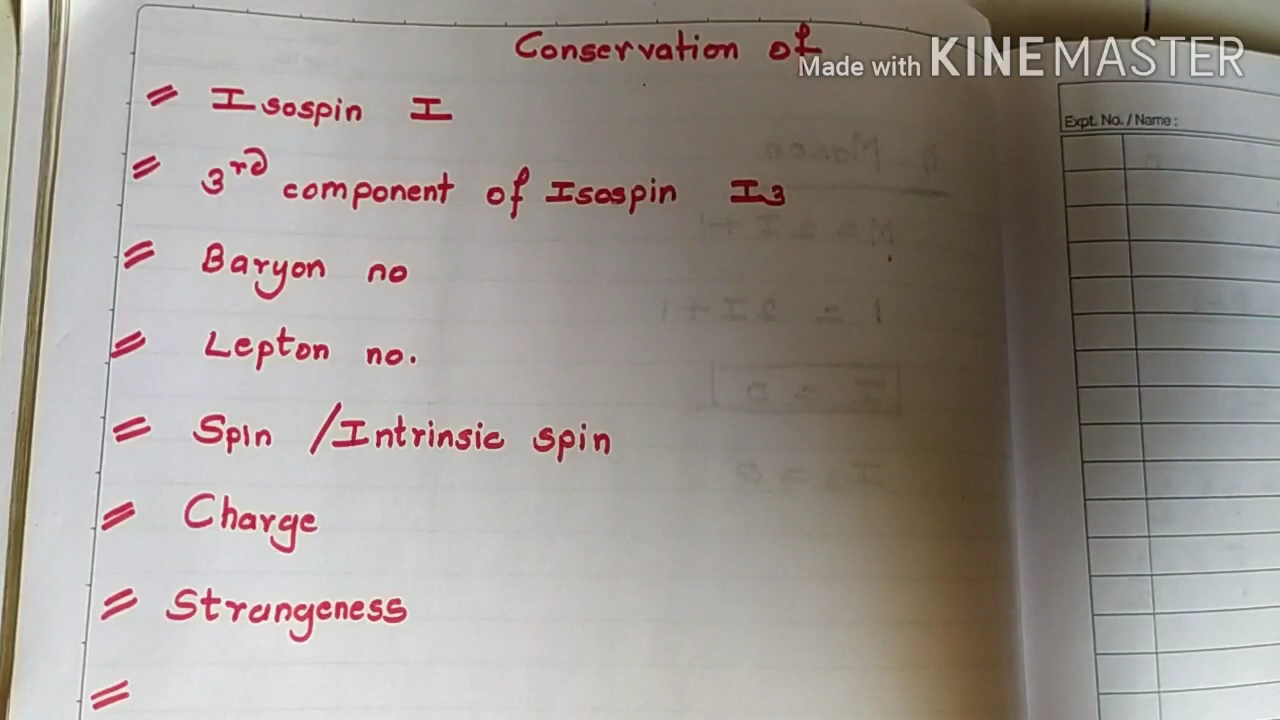 Conservation of
Made with KINEMASTER
= Isospin I
= 3rd component of Isospin I3
= Baryon no
= Lepton no.
= Spin /Intrinsic spin
= Charge
= Strangeness
=
Expt. No. / Name :